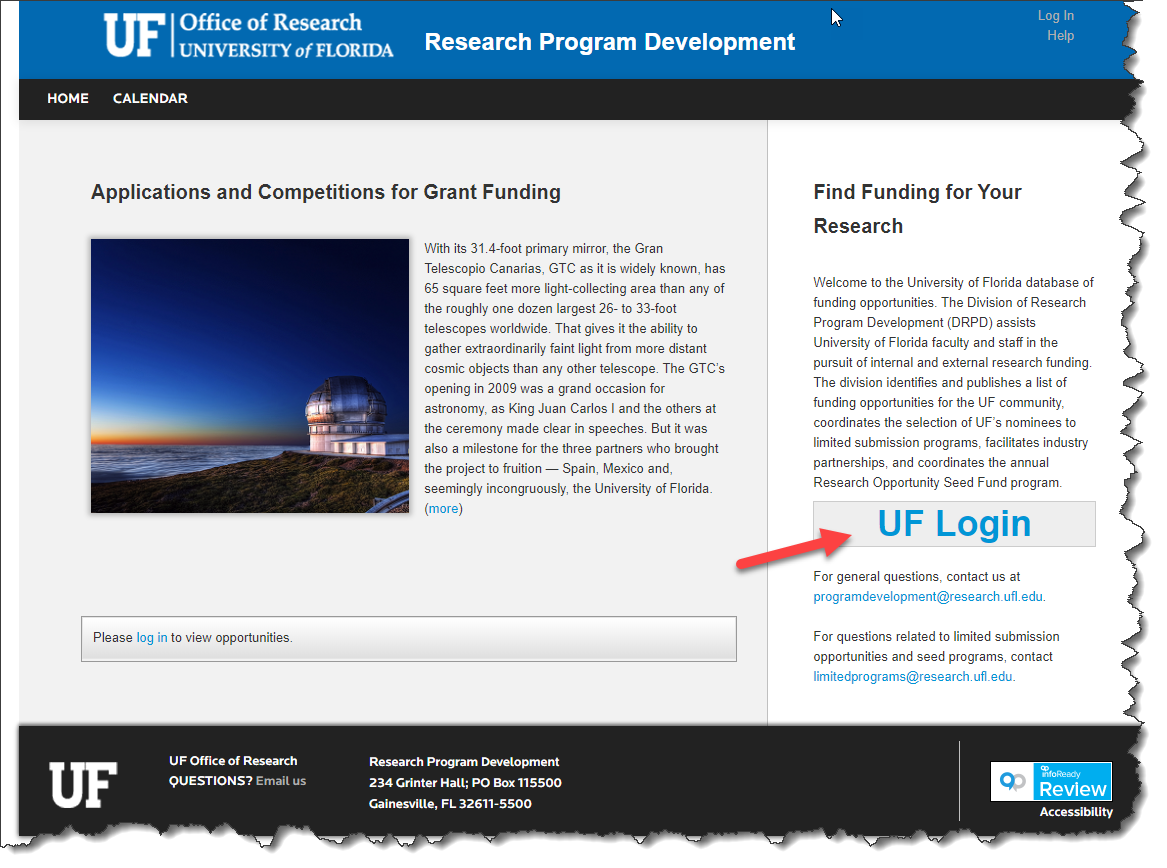 UF
Office of Research
UNIVERSITY of FLORIDA
Research Program Development
Log In
Help
HOME
CALENDAR
Applications and Competitions for Grant Funding
With its 31.4-foot primary mirror, the Gran
Telescopio Canarias, GTC as it is widely known, has
65 square feet more light-collecting area than any of
the roughly one dozen largest 26- to 33-foot
telescopes worldwide. That gives it the ability to
gather extraordinarily faint light from more distant
cosmic objects than any other telescope. The GTC’s
opening in 2009 was a grand occasion for
astronomy, as King Juan Carlos I and the others at
the ceremony made clear in speeches. But it was
also a milestone for the three partners who brought
the project to fruition — Spain, Mexico and,
seemingly incongruously, the University of Florida.
(more)
Please log in to view opportunities.
Find Funding for Your
Research
Welcome to the University of Florida database of
funding opportunities. The Division of Research
Program Development (DRPD) assists
University of Florida faculty and staff in the
pursuit of internal and external research funding.
The division identifies and publishes a list of
funding opportunities for the UF community,
coordinates the selection of UF’s nominees to
limited submission programs, facilitates industry
partnerships, and coordinates the annual
Research Opportunity Seed Fund program.
UF Login
For general questions, contact us at
programdevelopment@research.ufl.edu.
For questions related to limited submission
opportunities and seed programs, contact
limitedprograms@research.ufl.edu.
UF
UF Office of Research
QUESTIONS? Email us
Research Program Development
234 Grinter Hall; PO Box 115500
Gainesville, FL 32611-5500
infoReady
Review
Accessibility